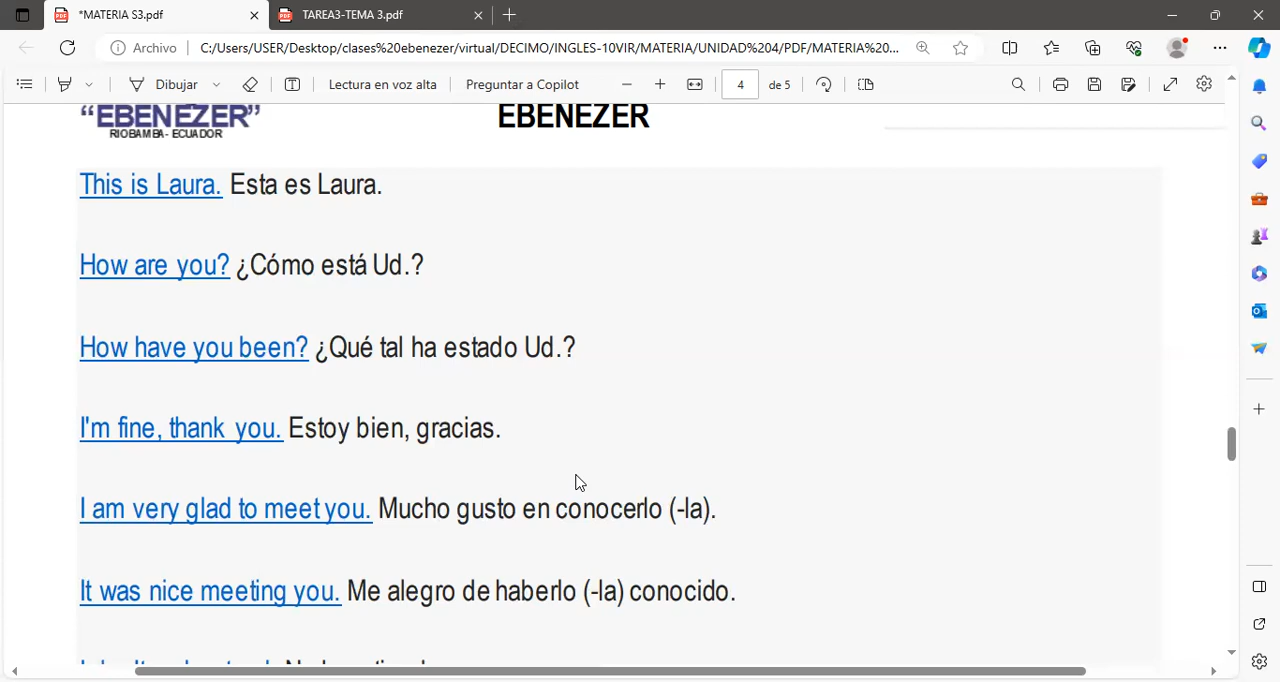 *MATERIA S3.pdf
TAREA3-TEMA 3.pdf
Archivo
C:/Users/USER/Desktop/clases%20ebenezer/virtual/DECIMO/INGLES-10VIR/MATERIA/UNIDAD%204/PDF/MATERIA%20...
Dibujar
Lectura en voz alta
Preguntar a Copilot
4
de 5
“EBENEZER”
RIOBAMBA - ECUADOR
EBENEZER
This is Laura. Esta es Laura.
How are you? ¿Cómo está Ud.?
How have you been? ¿Qué tal ha estado Ud.?
I'm fine, thank you. Estoy bien, gracias.
I am very glad to meet you. Mucho gusto en conocerlo (-la).
It was nice meeting you. Me alegro de haberlo (-la) conocido.